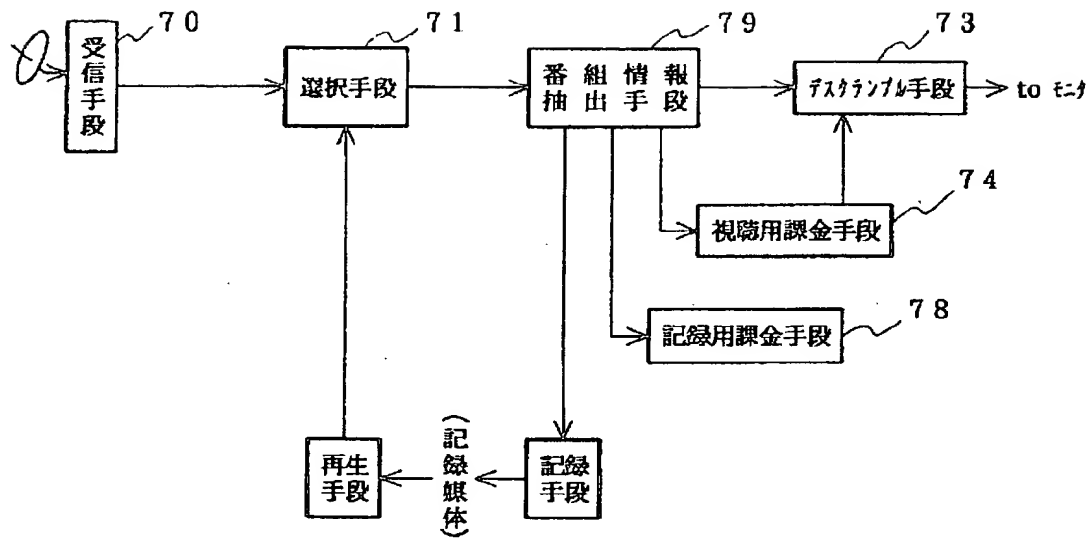 70
受信手段
71
選択手段
79
番組情報
抽出手段
73
デスクランブル手段
to モニタ
74
視聴用課金手段
78
記録用課金手段
再生
手段
(記録媒体)
記録
手段